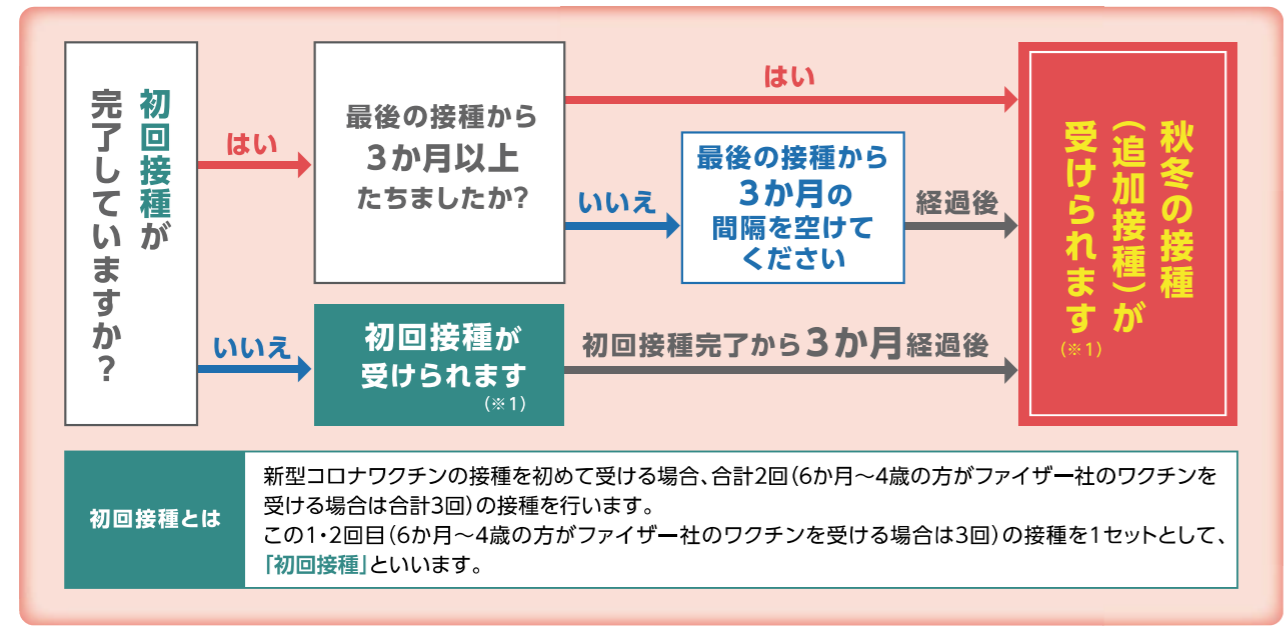 初回接種が
完了していますか?
はい
最後の接種から
3か月以上
たちましたか?
はい
いいえ
最後の接種から
3か月の
間隔を空けて
ください
経過後
いいえ
初回接種が
受けられます
(※1)
初回接種完了から3か月経過後
秋冬の接種
(追加接種)が
受けられます
(※1)
初回接種とは
新型コロナワクチンの接種を初めて受ける場合、合計2回(6か月〜4歳の方がファイザー社のワクチンを
受ける場合は合計3回)の接種を行います。
この1・2回目(6か月〜4歳の方がファイザー社のワクチンを受ける場合は3回)の接種を1セットとして、
「初回接種」といいます。